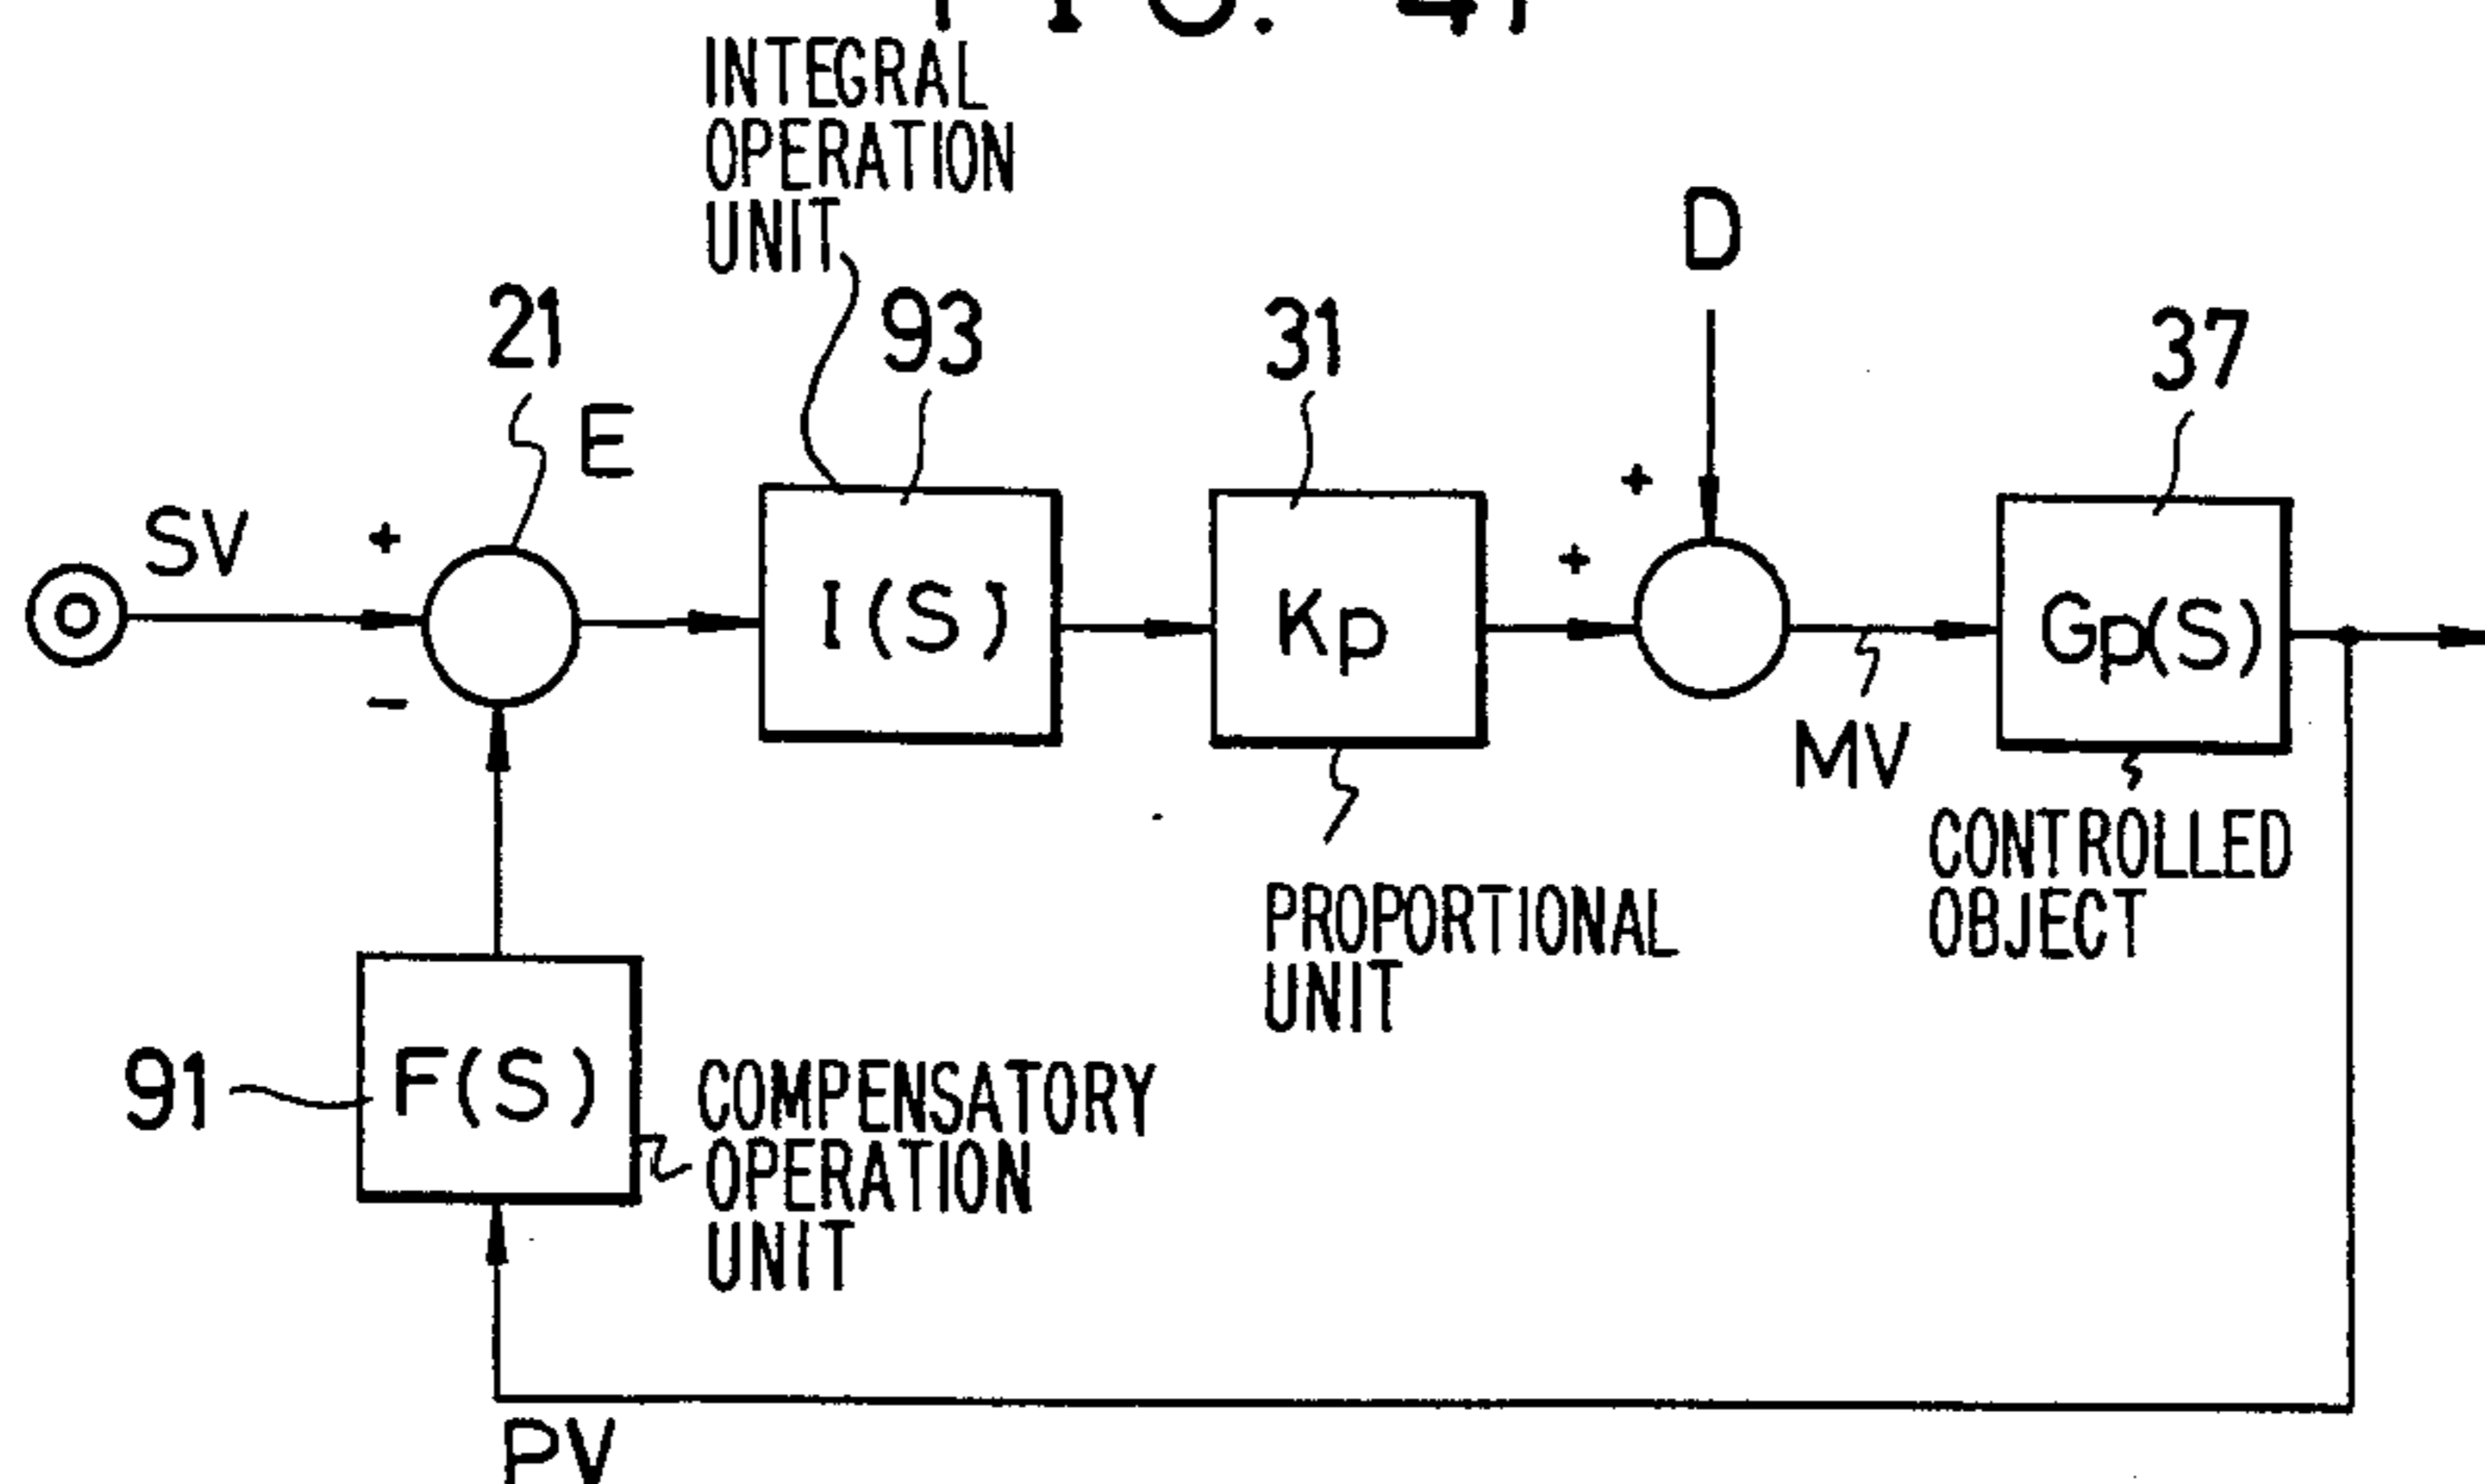 INTEGRAL
OPERATION
UNIT
D
21
93
31
37
E
SV
+
+
+
-
I(S)
Kp
Gp(S)
MV
CONTROLLED
OBJECT
PROPORTIONAL
UNIT
91
F(S)
COMPENSATORY
OPERATION
UNIT
PV